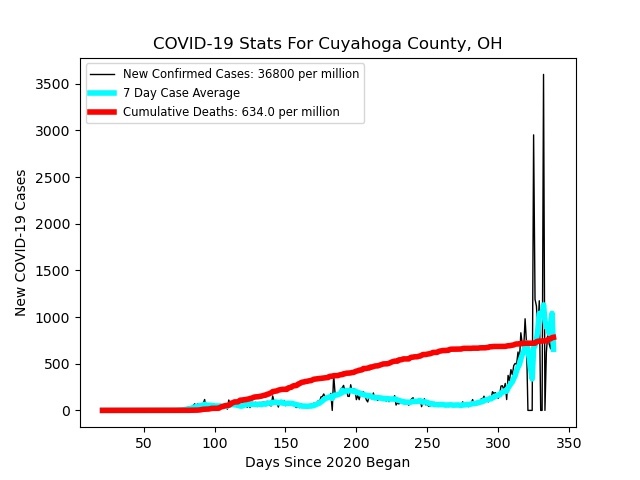 COVID-19 Stats For Cuyahoga County, OH
New Confirmed Cases: 36800 per million
7 Day Case Average
Cumulative Deaths: 634.0 per million
New COVID-19 Cases
3500
3000
2500
2000
1500
1000
500
0
50 100 150 200 250 300 350
Days Since 2020 Began